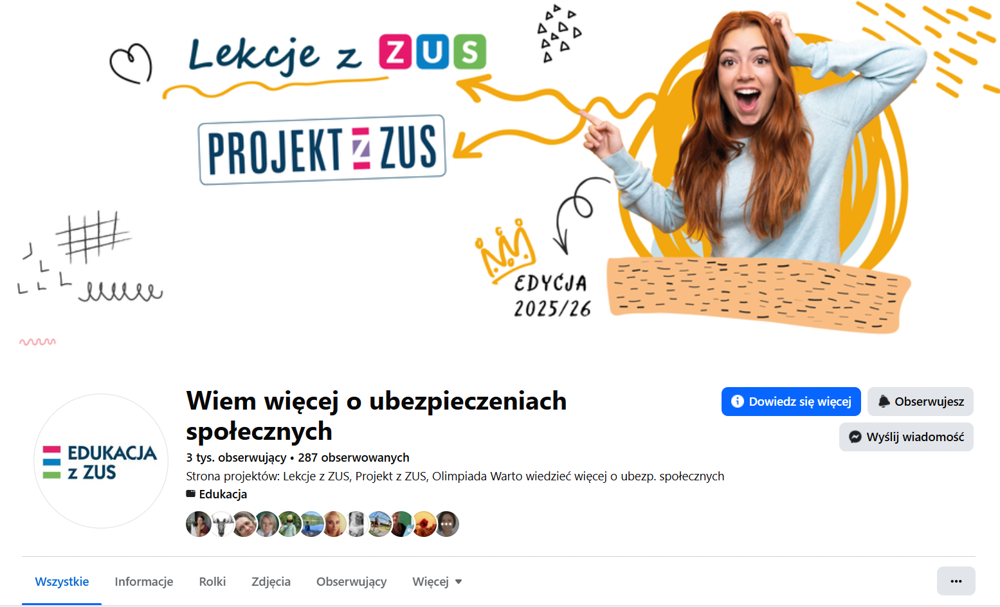 Lekcje z ZUS
PROJEKT Z ZUS
EDYCJA
2025/26
EDUKACJA
z ZUS
Wiem więcej o ubezpieczeniach
społecznych
3 tys. obserwujący • 287 obserwowanych
Strona projektów: Lekcje z ZUS, Projekt z ZUS, Olimpiada Warto wiedzieć więcej o ubezp. społecznych
Edukacja
Dowiedz się więcej
Obserwujesz
Wyślij wiadomość
Wszystkie Informacje Rolki Zdjęcia Obserwujący Więcej